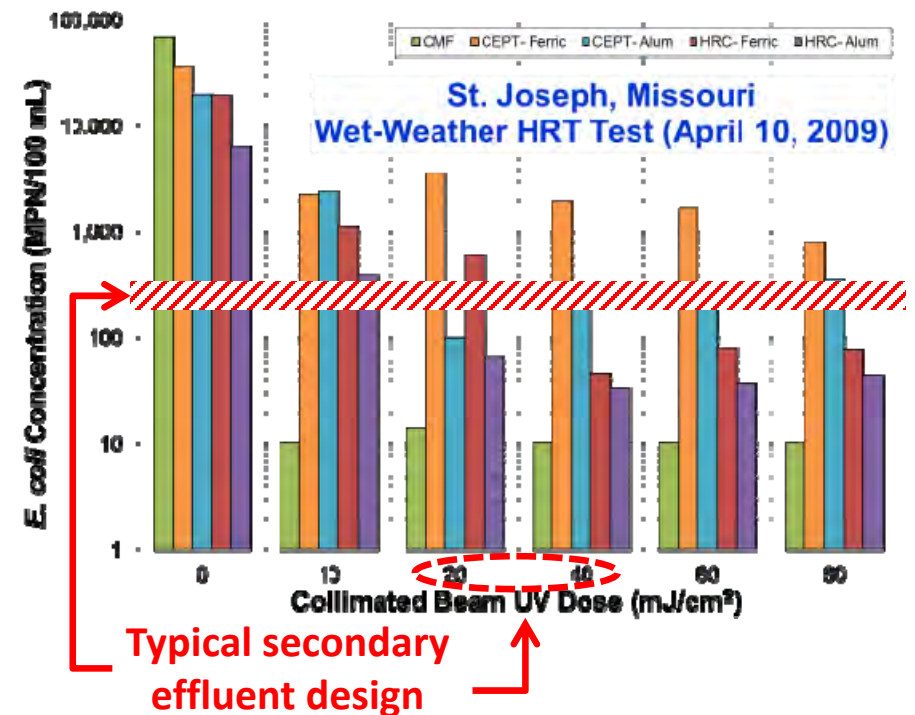 100,000
CMF CEPT- Ferric CEPT- Alum HRC- Ferric HRC- Alum
St. Joseph, Missouri
Wet-Weather HRT Test (April 10, 2009)
10,000
1,000
100
10
1
E. coli Concentration (MPN/100 mL)
0 10 20 40 60 80
Collimated Beam UV Dose (mJ/cm²)
Typical secondary
effluent design